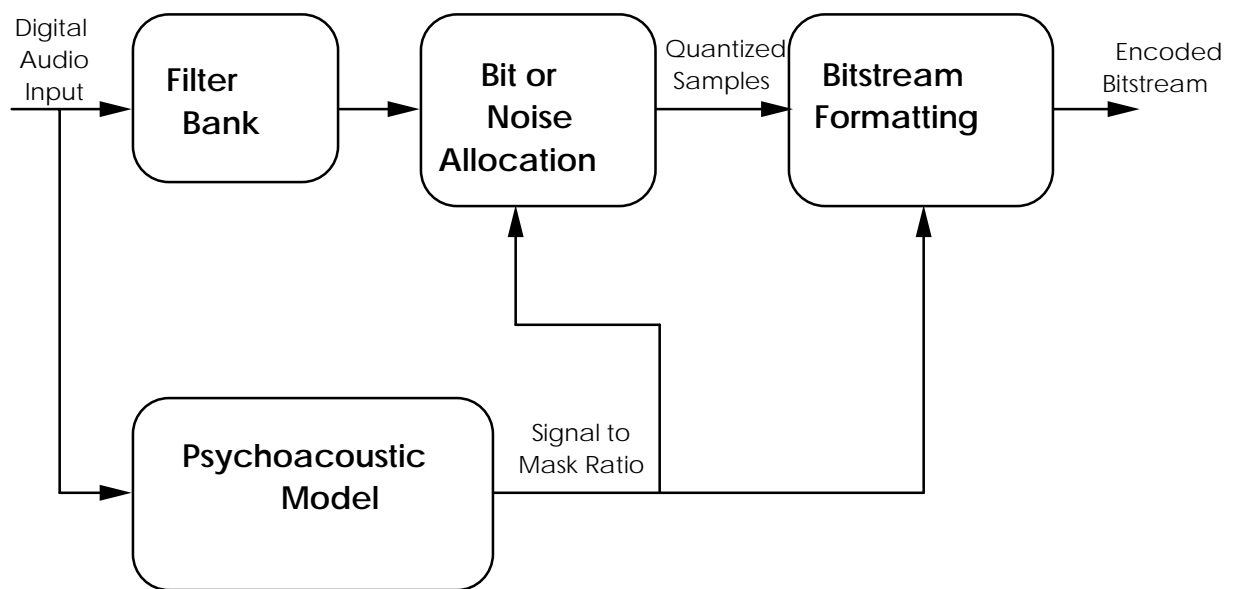 Digital
Audio
Input
Filter
Bank
Bit or
Noise
Allocation
Quantized
Samples
Bitstream
Formatting
Encoded
Bitstream
Psychoacoustic
Model
Signal to
Mask Ratio